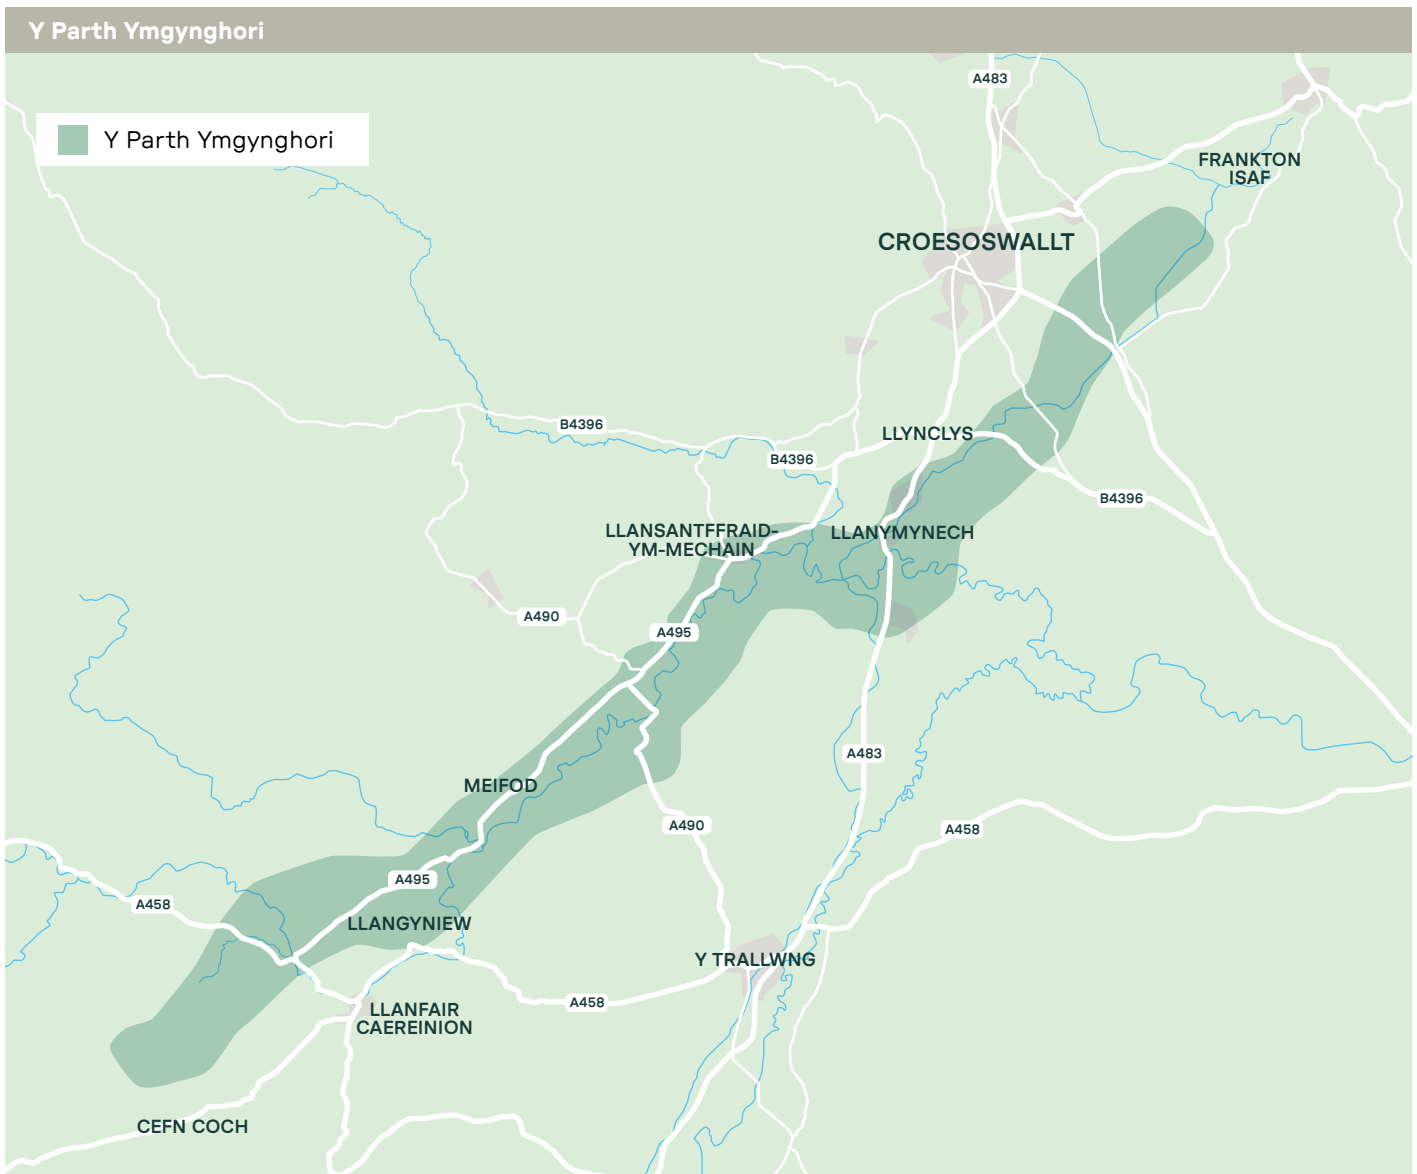 Y Parth Ymgynghori
A483
Y Parth Ymgynghori
FRANKTON
ISAF
CROESOSWALLT
B4396
LLYNCLYS
B4396
B4396
LLANSANTFFRAID-
YM-MECHAIN
LLANYMYNECH
A490
A495
A483
MEIFOD
A490
A458
A495
A458
LLANGYNIEW
Y TRALLWNG
A458
LLANFAIR
CAEREINION
CEFN COCH